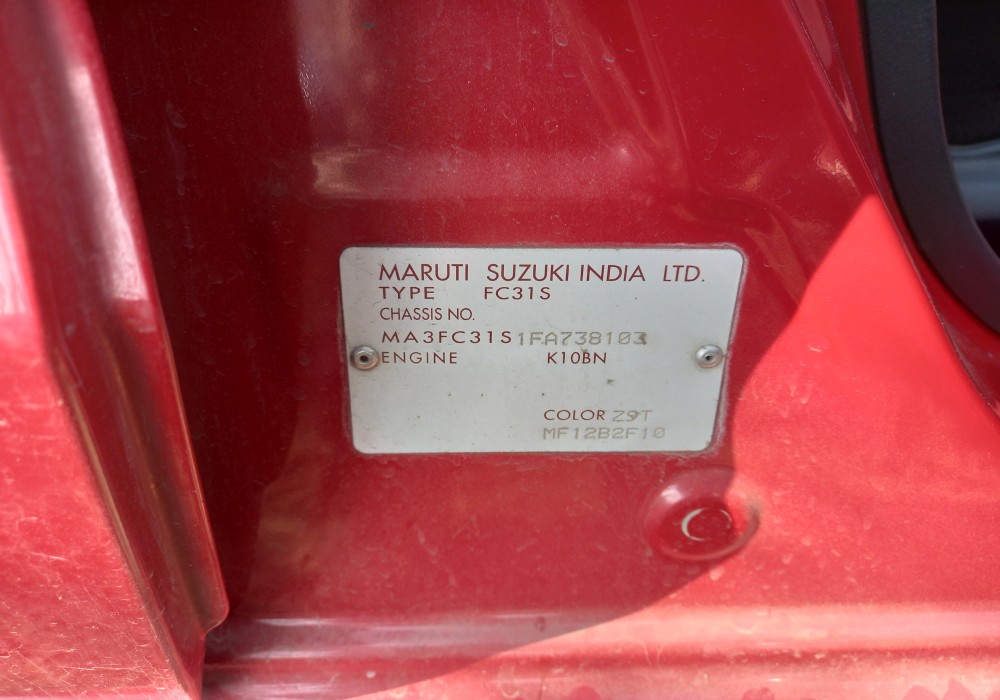 MARUTI SUZUKI INDIA LTD.
TYPE FC31S
CHASSIS NO.
MA3FC31S1FA738103
ENGINE K10BN
COLOR Z9T
MF12B2F10